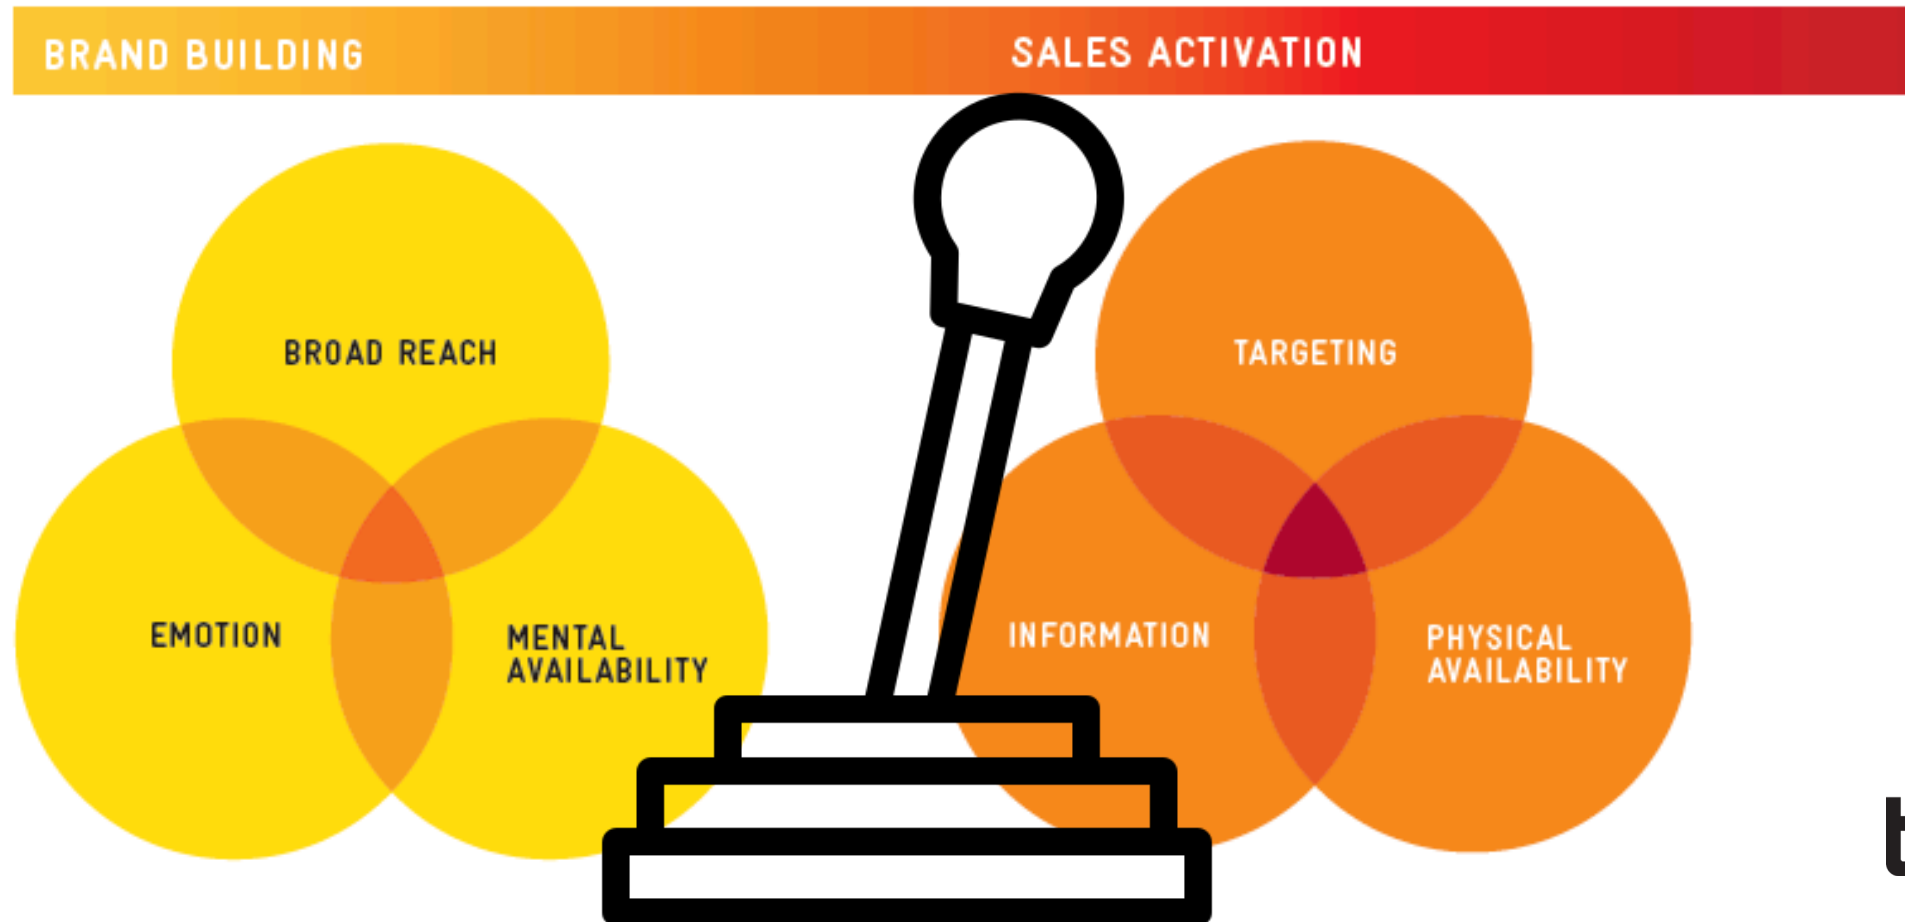 BRAND BUILDING
SALES ACTIVATION
BROAD REACH
EMOTION
MENTAL
AVAILABILITY
TARGETING
INFORMATION
PHYSICAL
AVAILABILITY